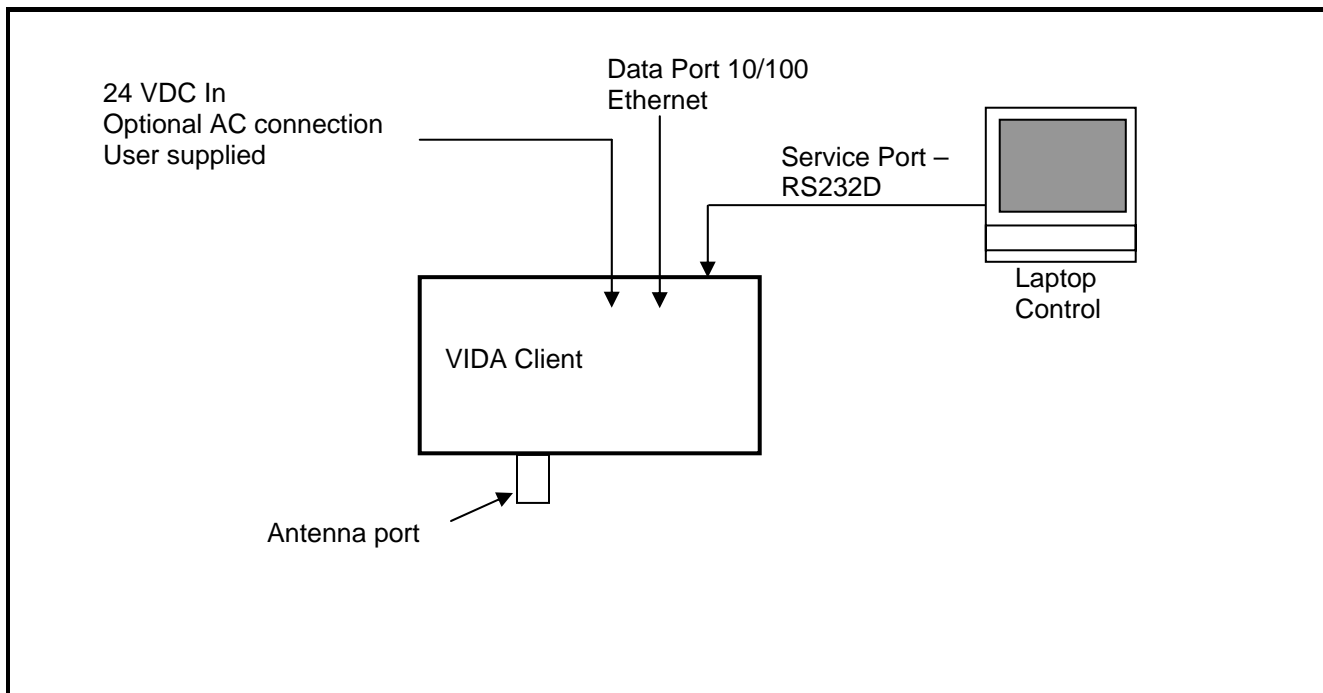 24 VDC In
Optional AC connection
User supplied
Data Port 10/100
Ethernet
Service Port –
RS232D
Laptop
Control
VIDA Client
Antenna port